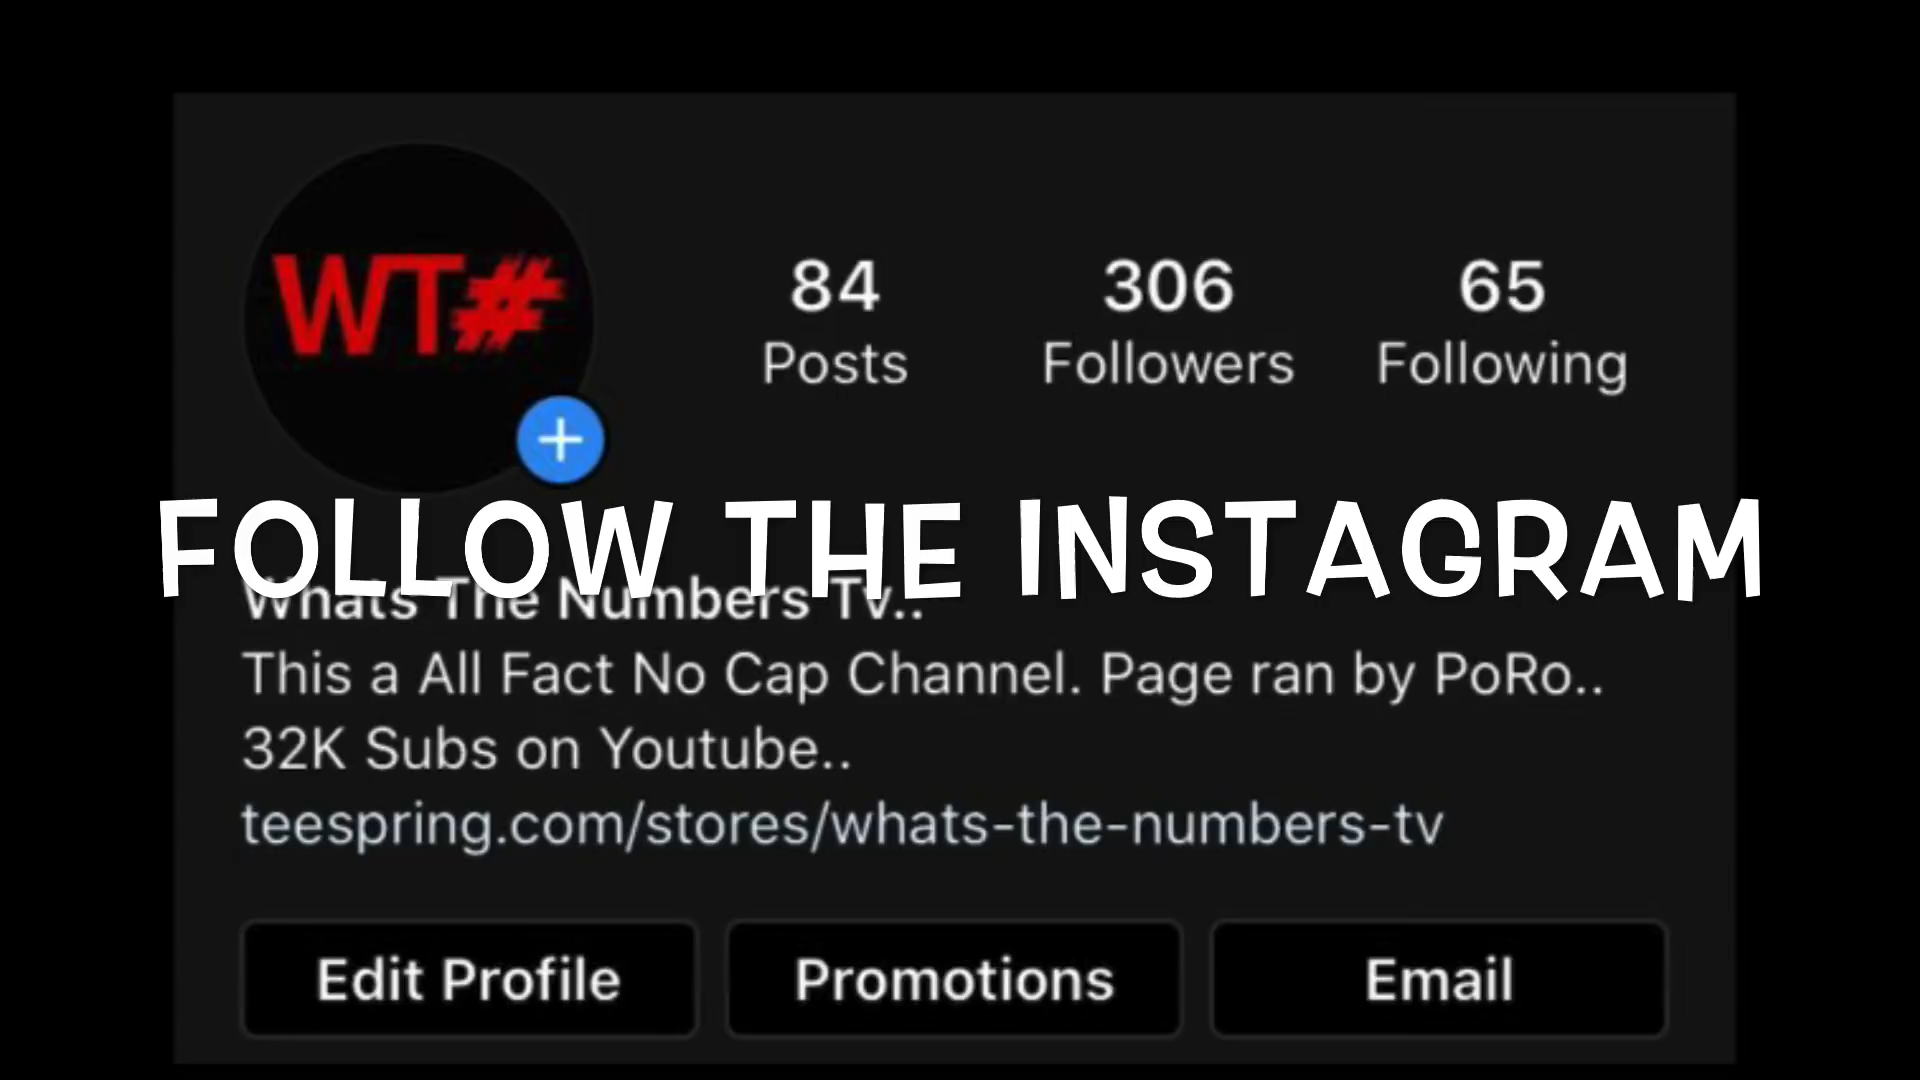 WT#
84 306 65
Posts Followers Following
FOLLOW THE INSTAGRAM
Whats The Numbers Tv..
This a All Fact No Cap Channel. Page ran by PoRo..
32K Subs on Youtube..
teespring.com/stores/whats-the-numbers-tv
Edit Profile Promotions Email